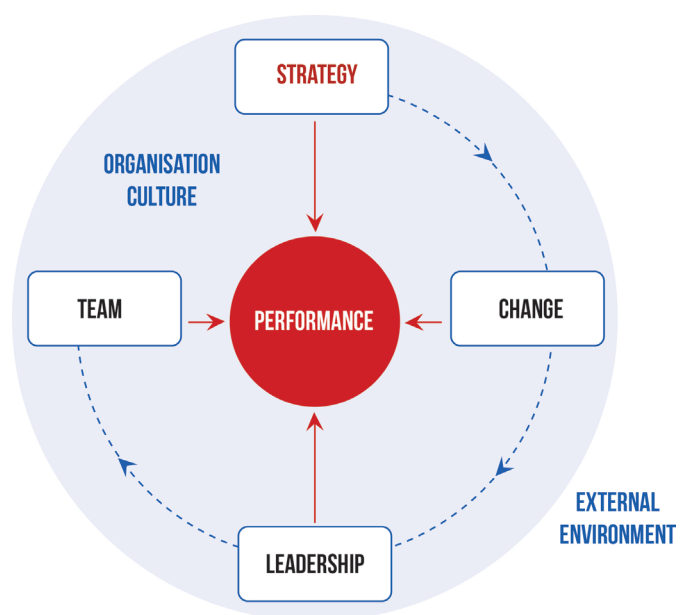 STRATEGY
ORGANISATION
CULTURE
TEAM
PERFORMANCE
CHANGE
EXTERNAL
ENVIRONMENT
LEADERSHIP